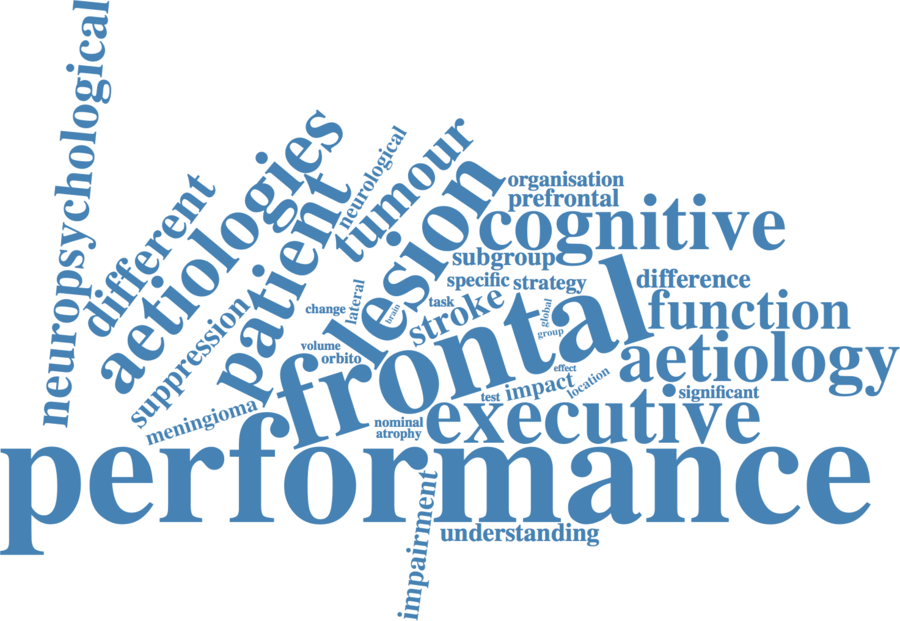 neuropsychological
different
aetiologies
suppression
meningioma
patient
neurological
tumour
lesion
organisation
prefrontal
cognitive
subgroup
specific
strategy
difference
change
lateral
brain
task
stroke
global
group
function
volume
orbito
frontal
aetiology
effect
location
test
impact
significant
nominal
atrophy
executive
performance
impairment
understanding